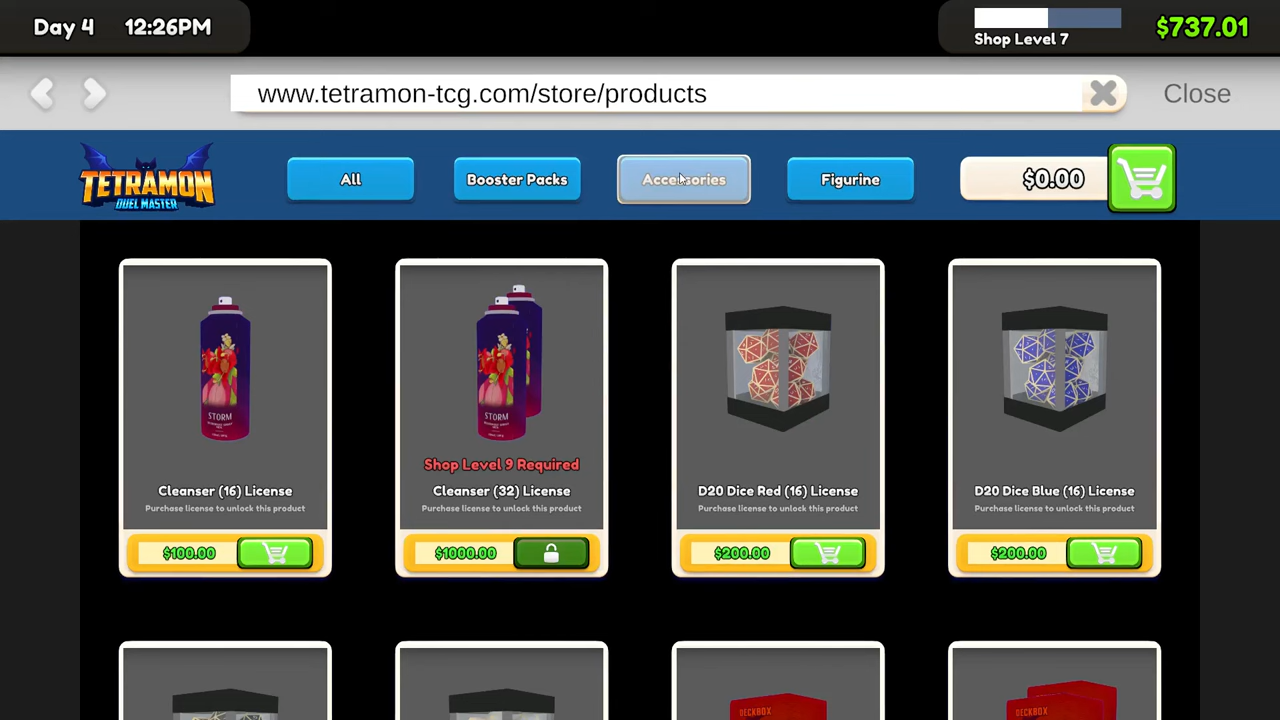 Day 4 12:26PM
Shop Level 7
$737.01
www.tetramon-tcg.com/store/products
Close
TETRAMON
DUEL MASTER
All
Booster Packs
Accessories
Figurine
$0.00
STORM
STORM
Shop Level 9 Required
Cleanser (16) License
Purchase license to unlock this product
Cleanser (32) License
Purchase license to unlock this product
D20 Dice Red (16) License
Purchase license to unlock this product
D20 Dice Blue (16) License
Purchase license to unlock this product
$100.00
$1000.00
$200.00
$200.00
DECKBOX
DECKBOX